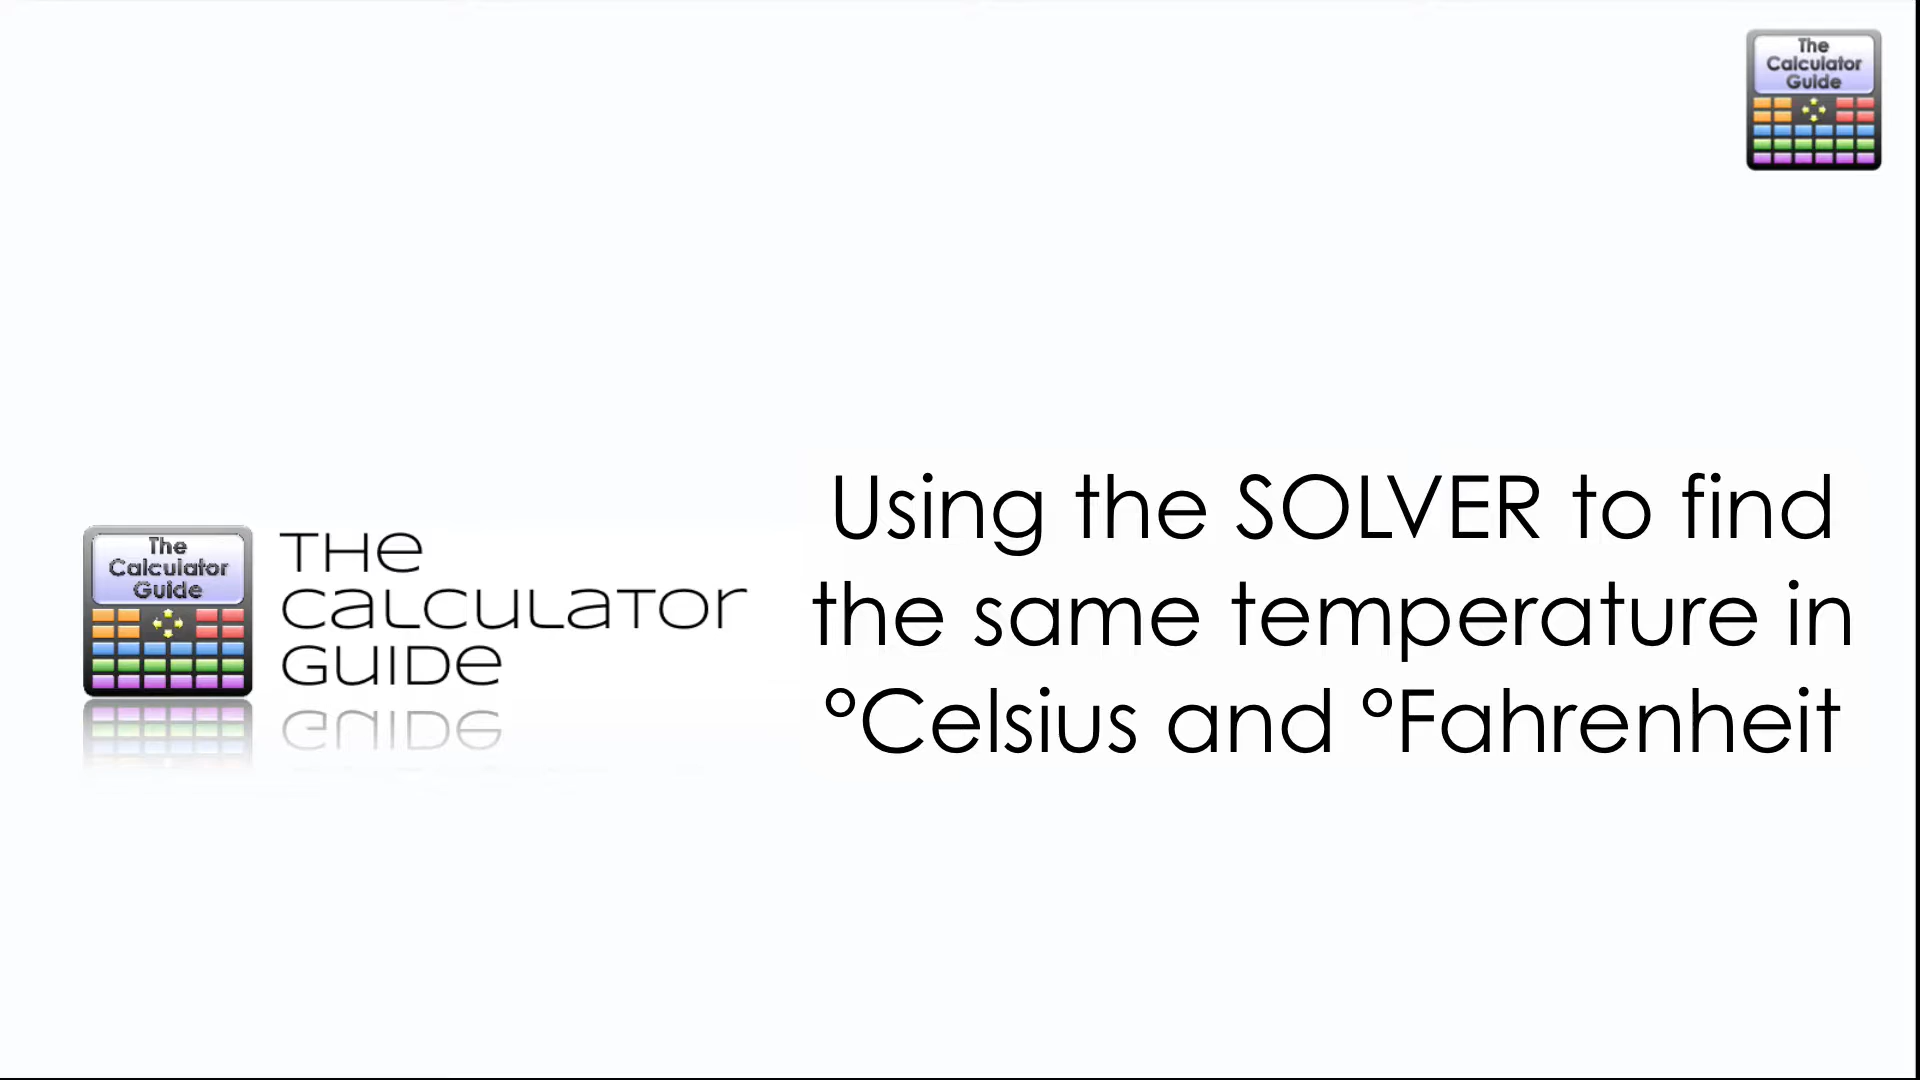 The
Calculator
Guide
The
Calculator
Guide
THE
CALCULATOR
GUIDE
Using the SOLVER to find
the same temperature in
°Celsius and °Fahrenheit